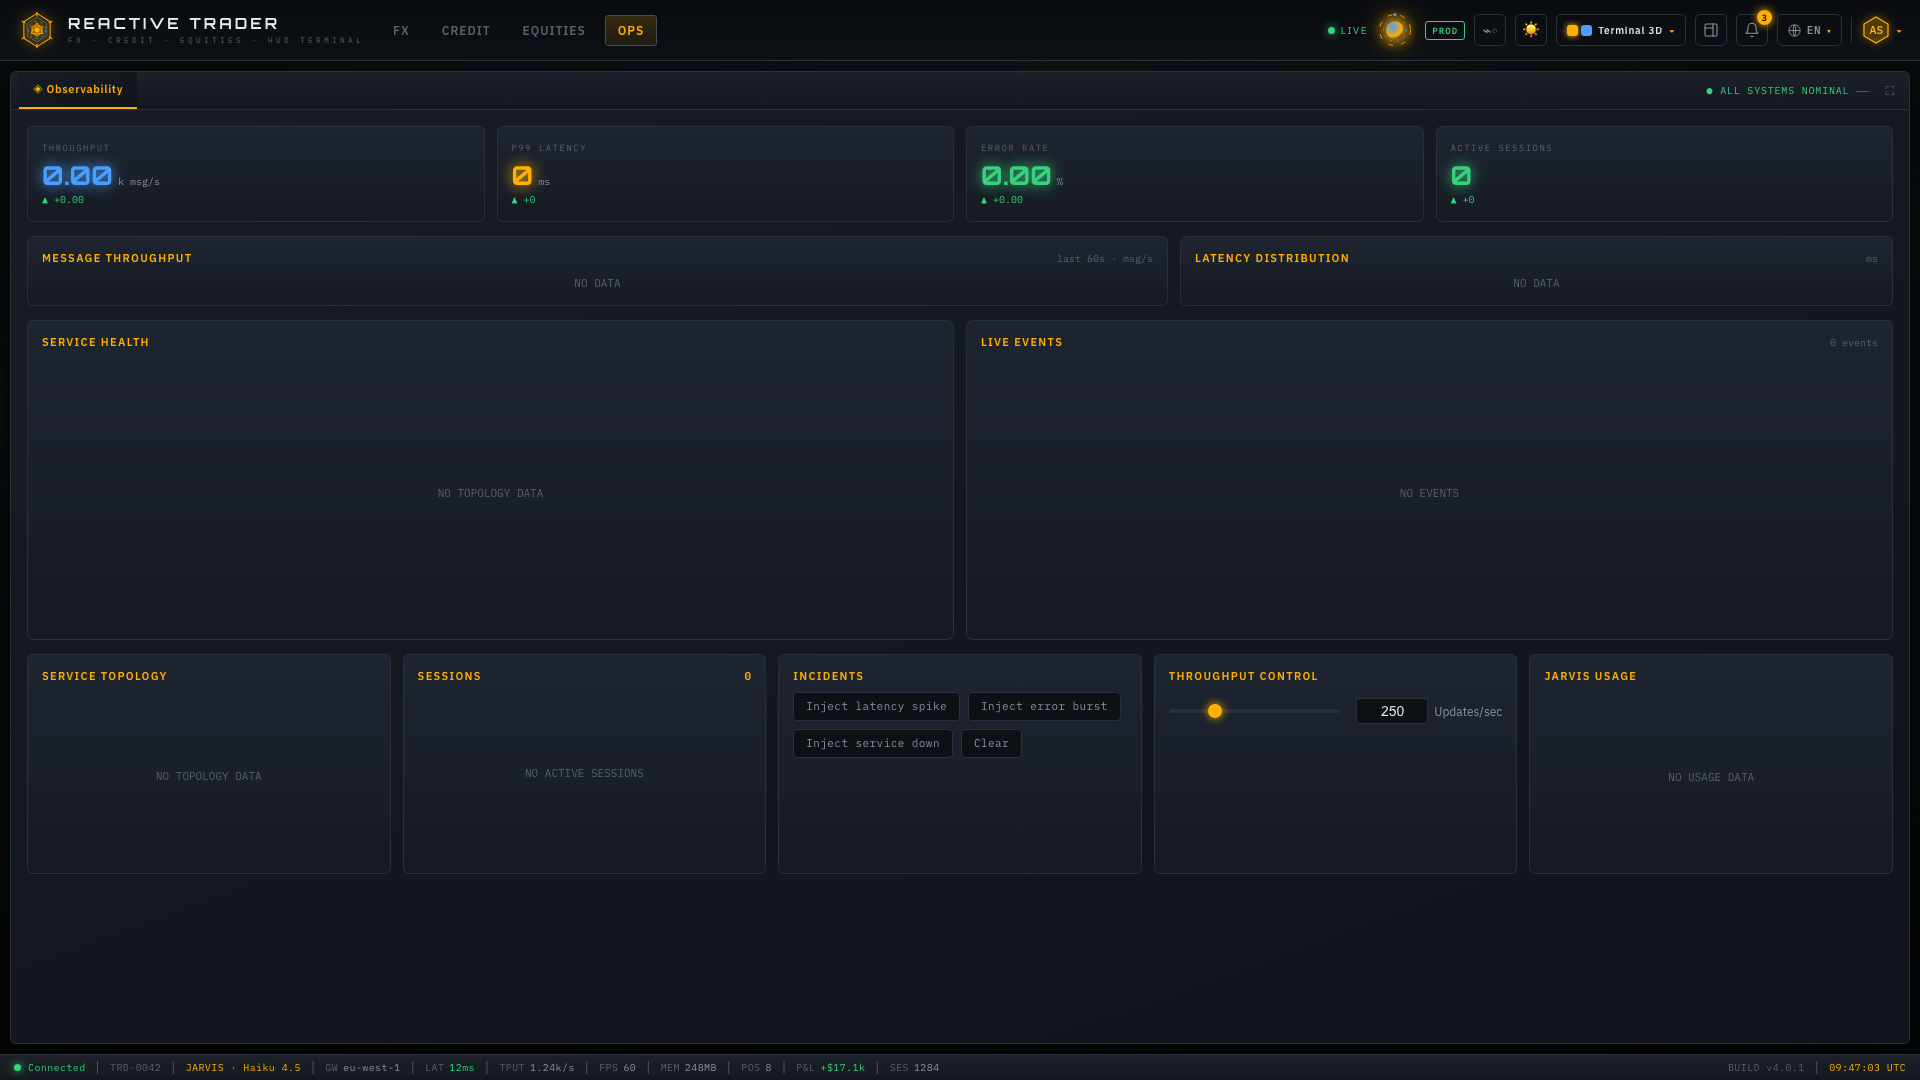 REACTIVE TRADER
FX · CREDIT · EQUITIES · HUD TERMINAL
FX CREDIT EQUITIES OPS
LIVE PROD Terminal 3D 3 EN AS
◈ Observability
● ALL SYSTEMS NOMINAL —
THROUGHPUT
0.00 k msg/s
▲ +0.00
P99 LATENCY
0 ms
▲ +0
ERROR RATE
0.00 %
▲ +0.00
ACTIVE SESSIONS
0
▲ +0
MESSAGE THROUGHPUT last 60s · msg/s
NO DATA
LATENCY DISTRIBUTION ms
NO DATA
SERVICE HEALTH
NO TOPOLOGY DATA
LIVE EVENTS 0 events
NO EVENTS
SERVICE TOPOLOGY
NO TOPOLOGY DATA
SESSIONS 0
NO ACTIVE SESSIONS
INCIDENTS
Inject latency spike Inject error burst
Inject service down Clear
THROUGHPUT CONTROL
250 Updates/sec
JARVIS USAGE
NO USAGE DATA
Connected TRD-0042 JARVIS · Haiku 4.5 GW eu-west-1 LAT 12ms TPUT 1.24k/s FPS 60 MEM 248MB POS 8 P&L +$17.1k SES 1284 BUILD v4.0.1 09:47:03 UTC